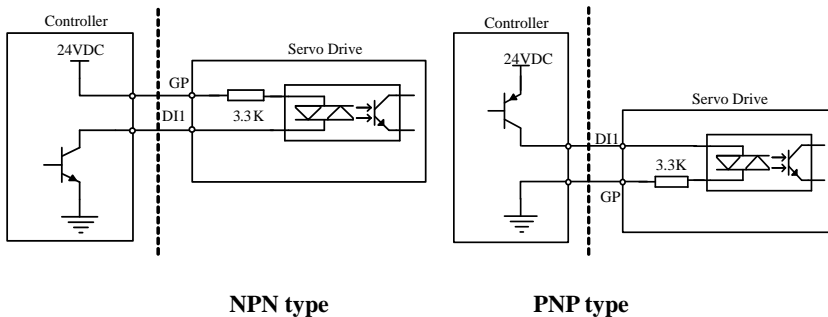 Controller
24VDC
Servo Drive
GP
3.3K
DI1
NPN type
Controller
24VDC
Servo Drive
DI1
3.3K
GP
PNP type